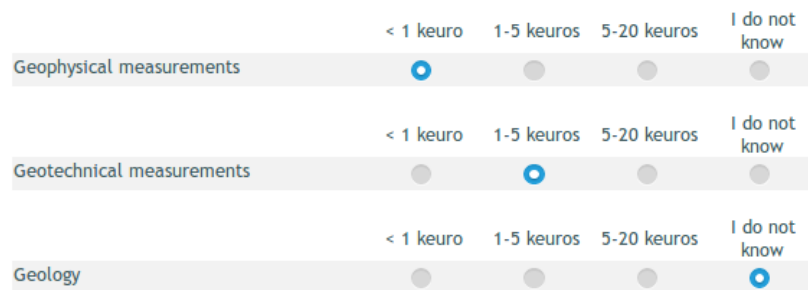 < 1 keuro 1-5 keuros 5-20 keuros I do not know
Geophysical measurements
< 1 keuro 1-5 keuros 5-20 keuros I do not know
Geotechnical measurements
< 1 keuro 1-5 keuros 5-20 keuros I do not know
Geology